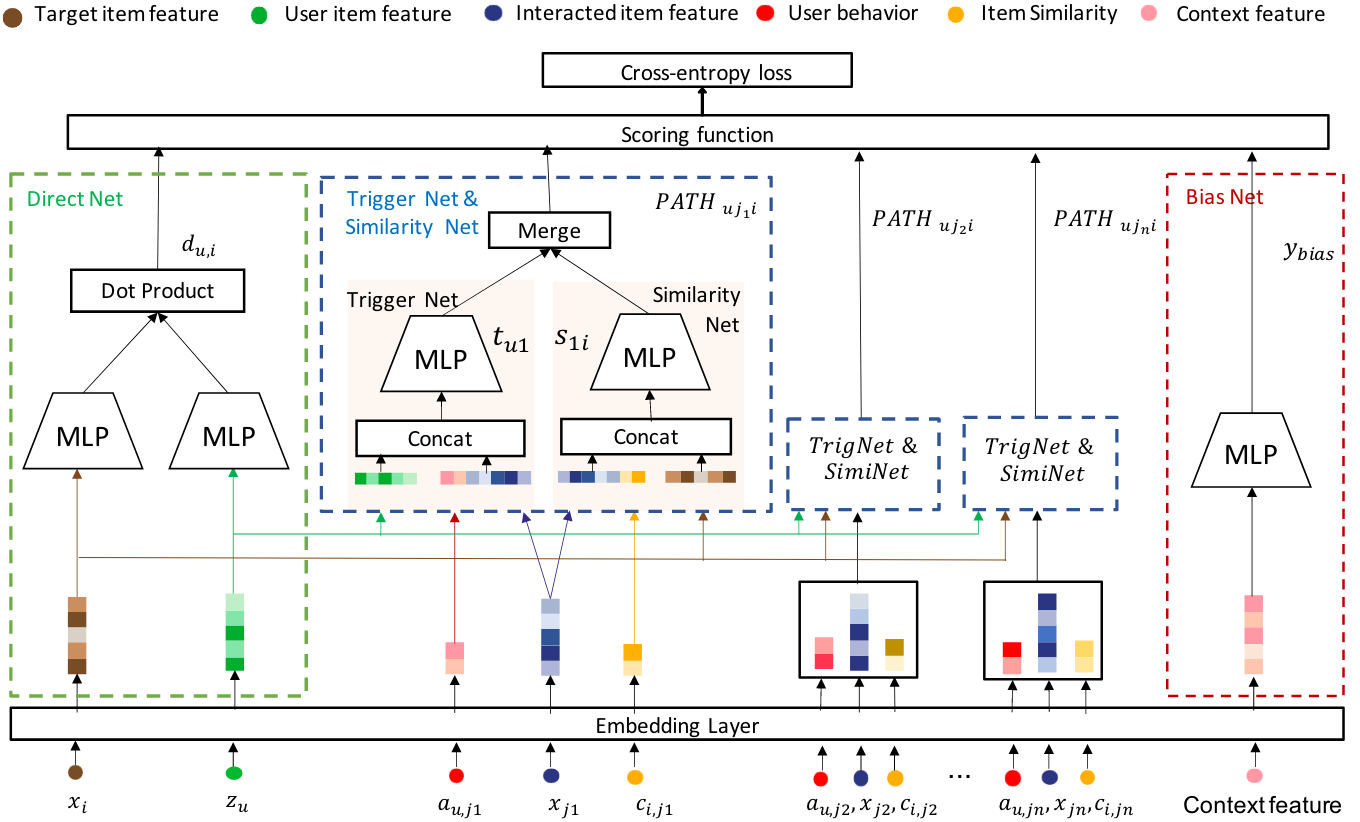 Target item feature
User item feature
Interacted item feature
User behavior
Item Similarity
Context feature
Cross-entropy loss
Scoring function
Direct Net
d_{u,i}
Dot Product
MLP
MLP
Trigger Net &
Similarity Net
PATH_{uj_1i}
Merge
Trigger Net
t_{u1}
MLP
Concat
Similarity
Net
s_{1i}
MLP
Concat
PATH_{uj_2i}
TrigNet &
SimiNet
PATH_{uj_ni}
TrigNet &
SimiNet
Bias Net
y_{bias}
MLP
Embedding Layer
...
x_i
z_u
a_{u,j1}
x_{j1}
c_{i,j1}
a_{u,j2}, x_{j2}, c_{i,j2}
a_{u,jn}, x_{jn}, c_{i,jn}
Context feature